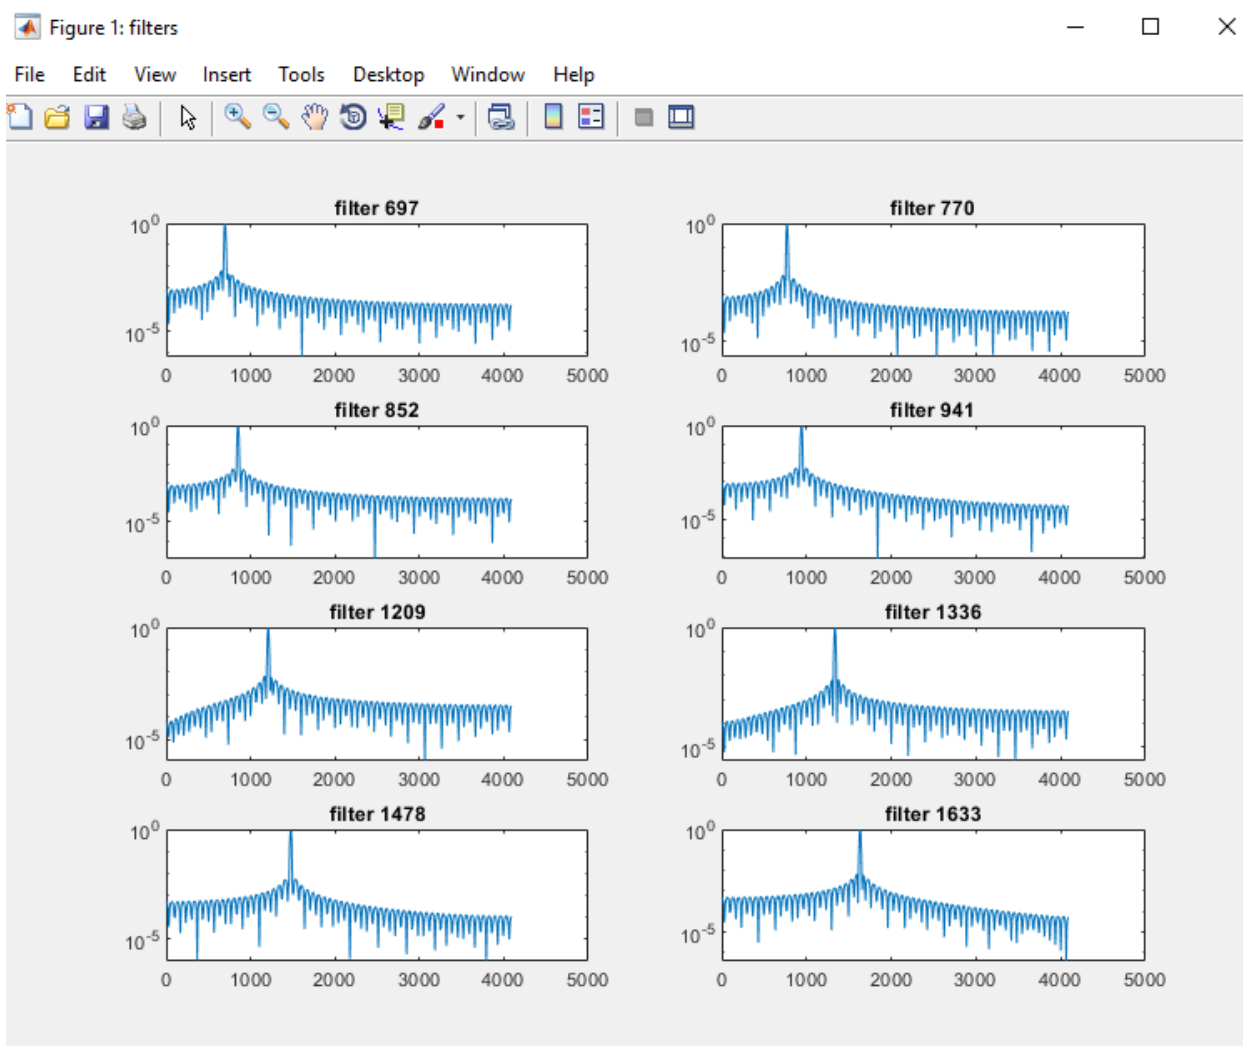 Figure 1: filters
File Edit View Insert Tools Desktop Window Help
filter 697
10^0
10^-5
0 1000 2000 3000 4000 5000
filter 770
10^0
10^-5
0 1000 2000 3000 4000 5000
filter 852
10^0
10^-5
0 1000 2000 3000 4000 5000
filter 941
10^0
10^-5
0 1000 2000 3000 4000 5000
filter 1209
10^0
10^-5
0 1000 2000 3000 4000 5000
filter 1336
10^0
10^-5
0 1000 2000 3000 4000 5000
filter 1478
10^0
10^-5
0 1000 2000 3000 4000 5000
filter 1633
10^0
10^-5
0 1000 2000 3000 4000 5000